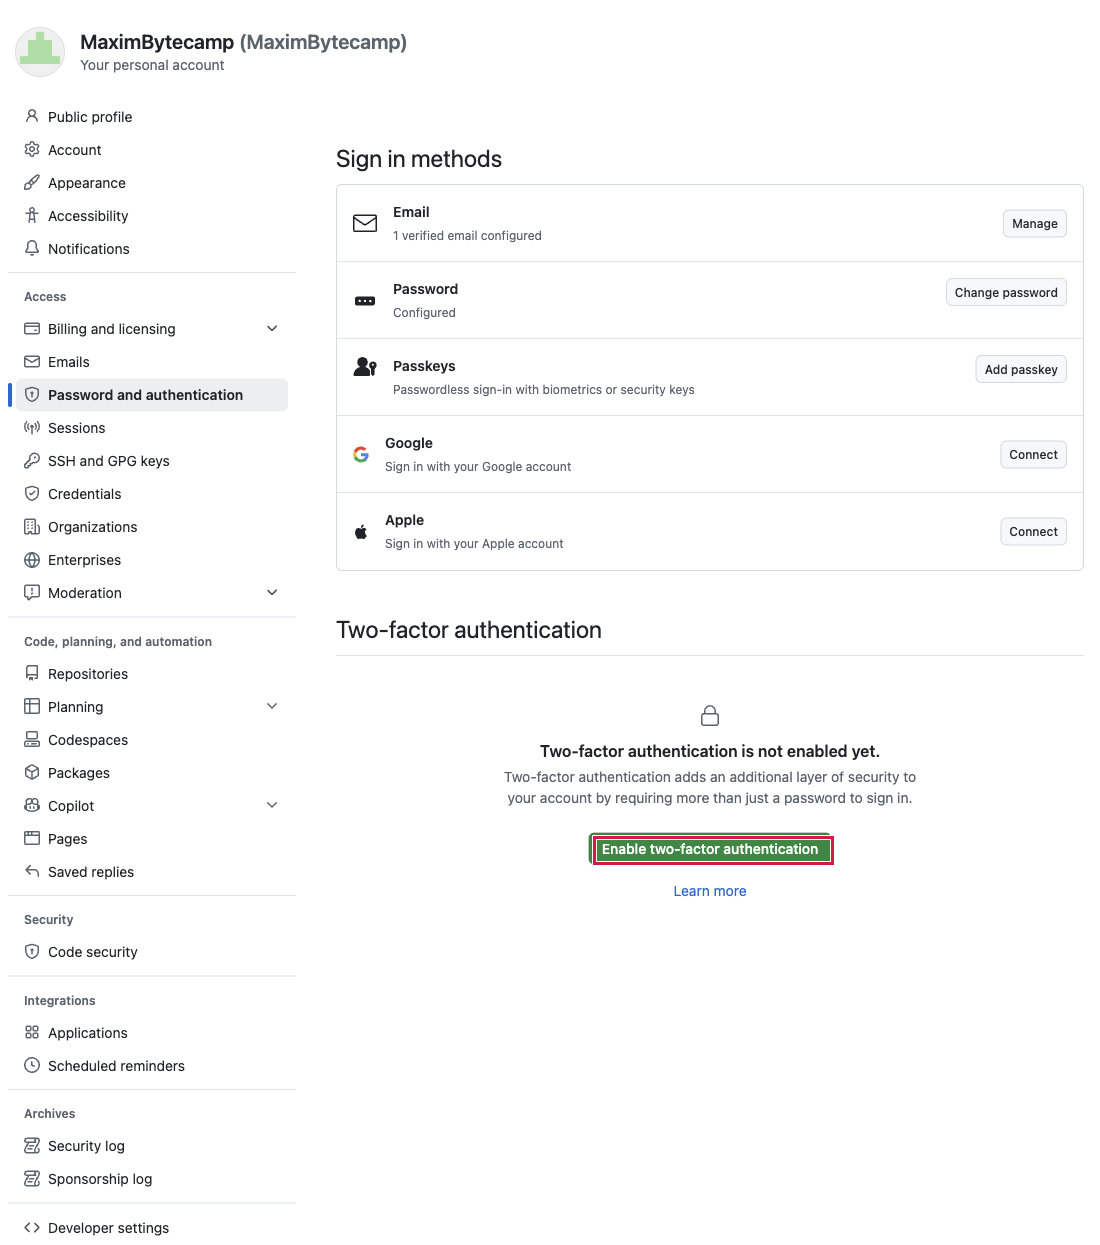 MaximBytecamp (MaximBytecamp)
Your personal account
Public profile
Account
Appearance
Accessibility
Notifications
Access
Billing and licensing
Emails
Password and authentication
Sessions
SSH and GPG keys
Credentials
Organizations
Enterprises
Moderation
Code, planning, and automation
Repositories
Planning
Codespaces
Packages
Copilot
Pages
Saved replies
Security
Code security
Integrations
Applications
Scheduled reminders
Archives
Security log
Sponsorship log
Developer settings
Sign in methods
Email
1 verified email configured
Manage
Password
Configured
Change password
Passkeys
Passwordless sign-in with biometrics or security keys
Add passkey
Google
Sign in with your Google account
Connect
Apple
Sign in with your Apple account
Connect
Two-factor authentication
Two-factor authentication is not enabled yet.
Two-factor authentication adds an additional layer of security to
your account by requiring more than just a password to sign in.
Enable two-factor authentication
Learn more